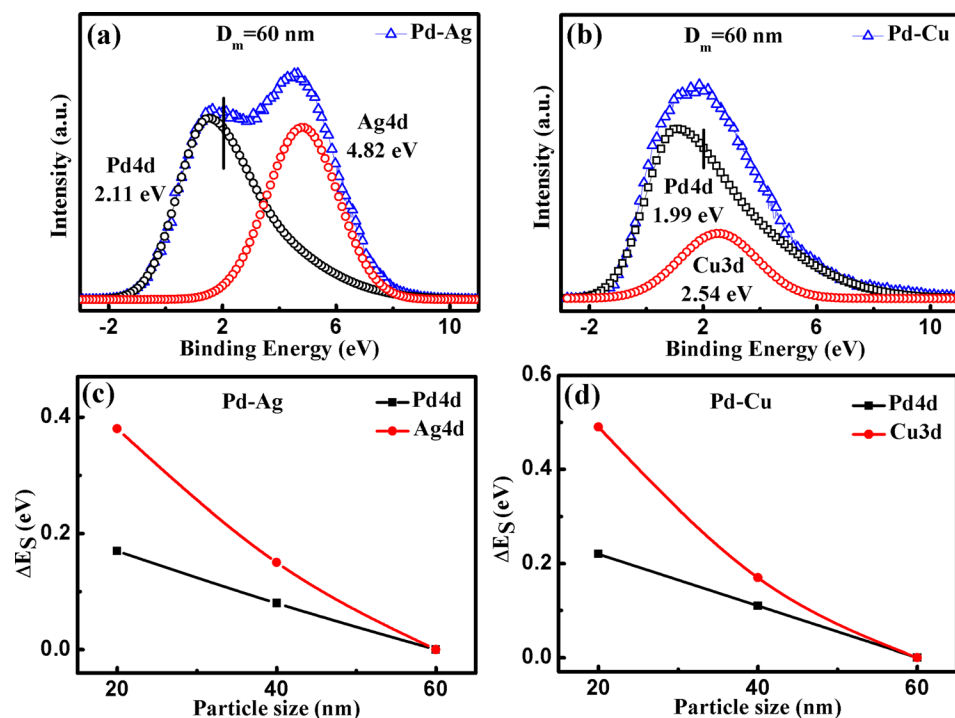 (a)
D_m=60 nm
Pd-Ag
Pd4d
2.11 eV
Ag4d
4.82 eV
Intensity (a.u.)
-2 2 6 10
Binding Energy (eV)
(b)
D_m=60 nm
Pd-Cu
Pd4d
1.99 eV
Cu3d
2.54 eV
Intensity (a.u.)
-2 2 6 10
Binding Energy (eV)
(c)
Pd-Ag
Pd4d
Ag4d
0.4
0.2
0.0
ΔE_S (eV)
20 40 60
Particle size (nm)
(d)
Pd-Cu
Pd4d
Cu3d
0.6
0.4
0.2
0.0
ΔE_S (eV)
20 40 60
Particle size (nm)